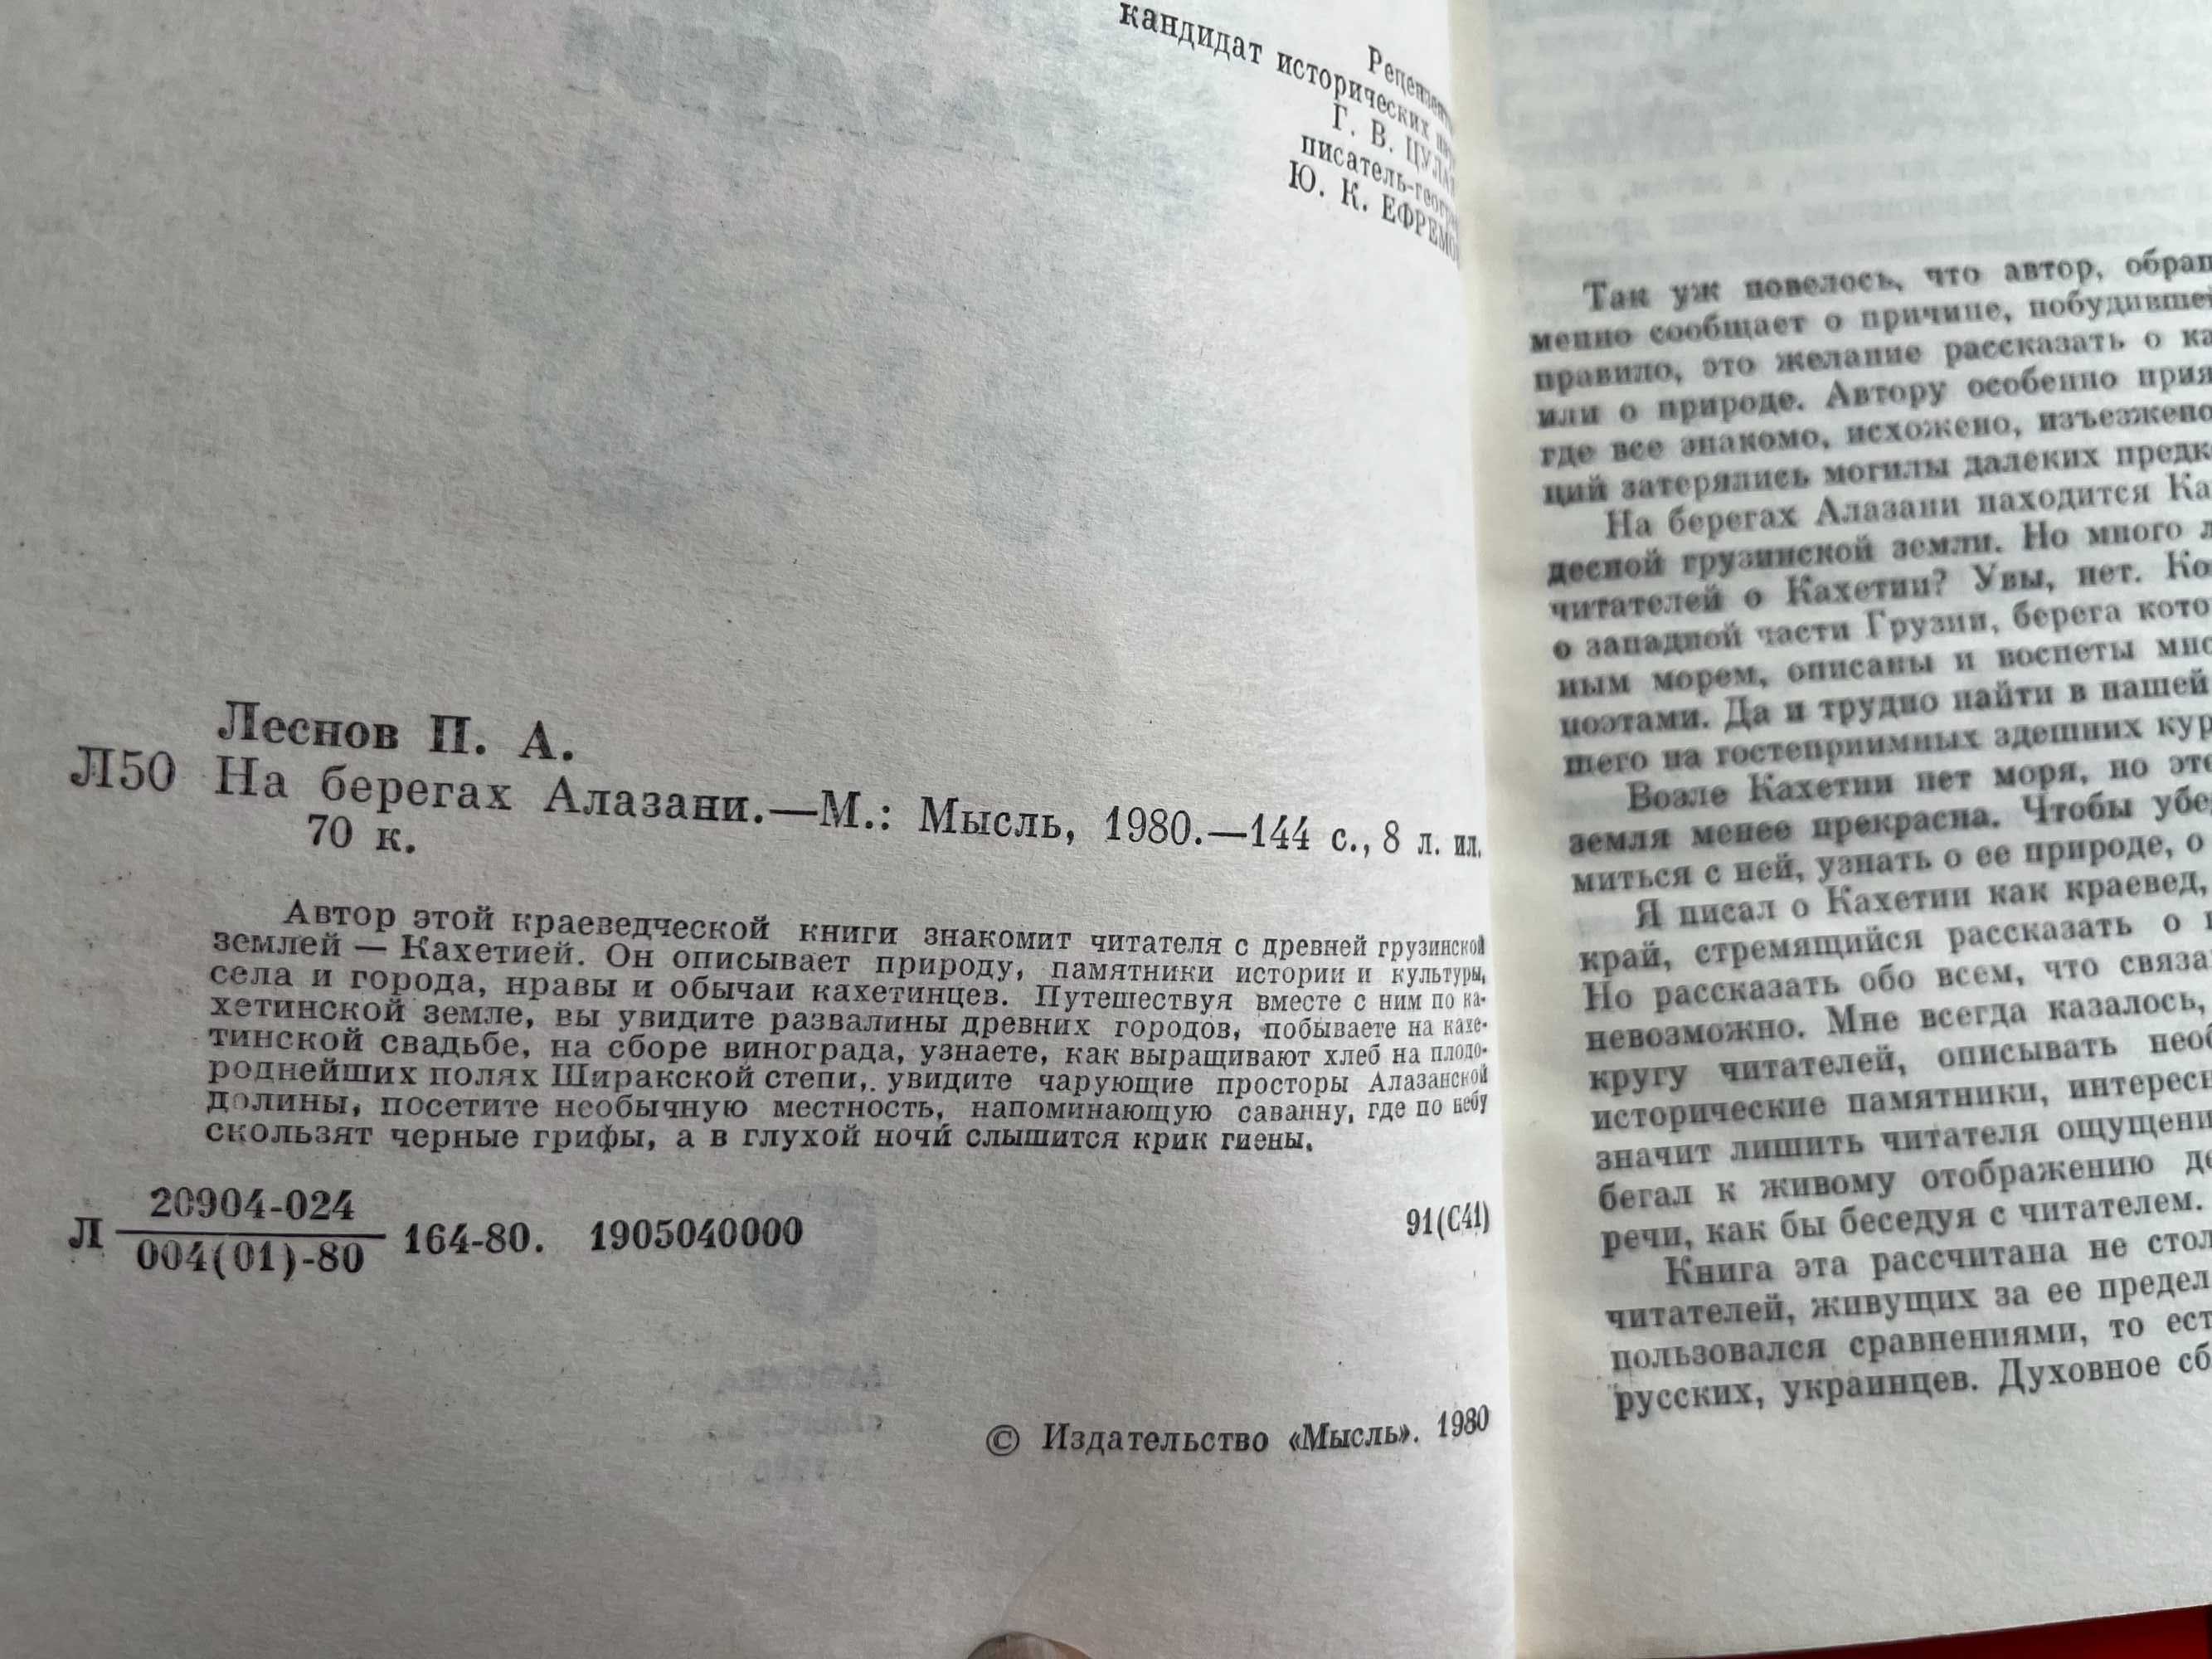 кандидат исторических
Г. В.
писатель-
Ю. К.
Леснов П. А.
Л50 На берегах Алазани.—М.: Мысль, 1980.—144 с., 8 л. ил.
70 к.
Автор этой краеведческой книги знакомит читателя с древней грузинской
землей — Кахетией. Он описывает природу, памятники истории и культуры,
села и города, нравы и обычаи кахетинцев. Путешествуя вместе с ним по ка-
хетинской земле, вы увидите развалины древних городов, побываете на кахе-
тинской свадьбе, на сборе винограда, узнаете, как выращивают хлеб на плодо-
роднейших полях Ширакской степи, увидите чарующие просторы Алазанской
долины, посетите необычную местность, напоминающую саванну, где по небу
скользят черные грифы, а в глухой ночи слышится крик гиены.
Л 20904-024
004(01)-80 164-80. 1905040000
91(С41)
© Издательство «Мысль». 1980
Так уж повелось, что автор,
менно сообщает о причине,
правило, это желание рассказать о
или о природе. Автору особенно
где все знакомо, исхожено, изъезжено
ций затерялись могилы далеких
На берегах Алазани находится
десной грузинской земли. Но много
читателей о Кахетии? Увы, нет.
о западной части Грузии, берега
ным морем, описаны и воспеты
поэтами. Да и трудно найти в нашей
шего на гостеприимных здешних
Возле Кахетии нет моря, но
земля менее прекрасна. Чтобы
миться с ней, узнать о ее природе, о
Я писал о Кахетии как краевед,
край, стремящийся рассказать о
Но рассказать обо всем, что
невозможно. Мне всегда казалось,
кругу читателей, описывать
исторические памятники,
значит лишить читателя
бегал к живому отображению
речи, как бы беседуя с читателем.
Книга эта рассчитана не
читателей, живущих за ее
пользовался сравнениями, то
русских, украинцев. Духовное